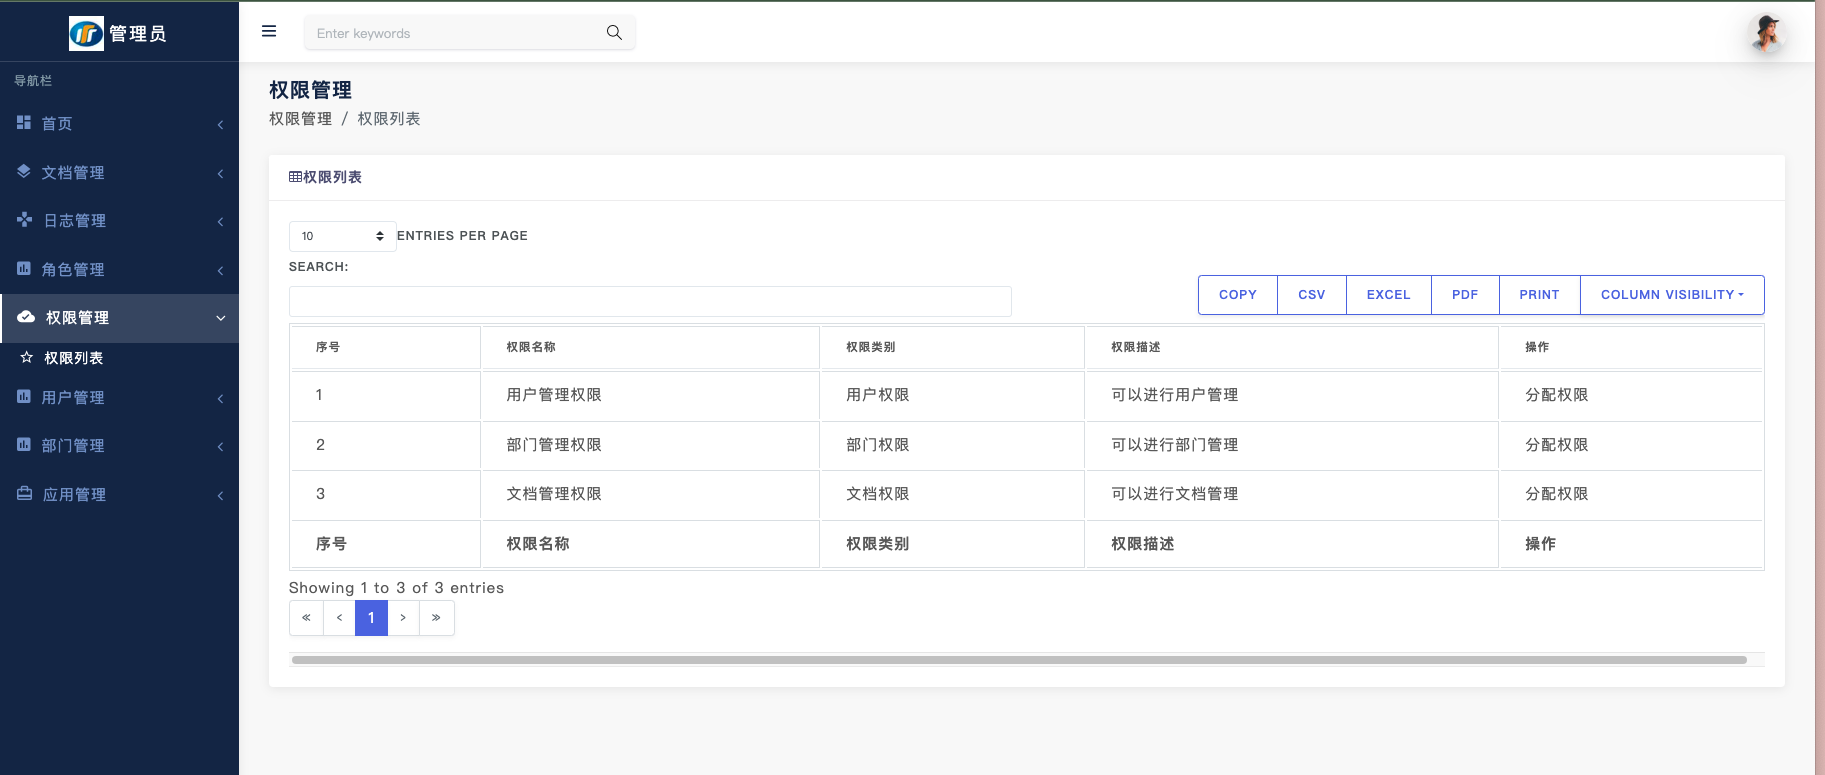 管理员
Enter keywords
导航栏
首页
文档管理
日志管理
角色管理
权限管理
权限列表
用户管理
部门管理
应用管理
权限管理
权限管理 / 权限列表
权限列表
10 ENTRIES PER PAGE
SEARCH:
COPY CSV EXCEL PDF PRINT COLUMN VISIBILITY
序号 权限名称 权限类别 权限描述 操作
1 用户管理权限 用户权限 可以进行用户管理 分配权限
2 部门管理权限 部门权限 可以进行部门管理 分配权限
3 文档管理权限 文档权限 可以进行文档管理 分配权限
序号 权限名称 权限类别 权限描述 操作
Showing 1 to 3 of 3 entries
« ‹ 1 › »